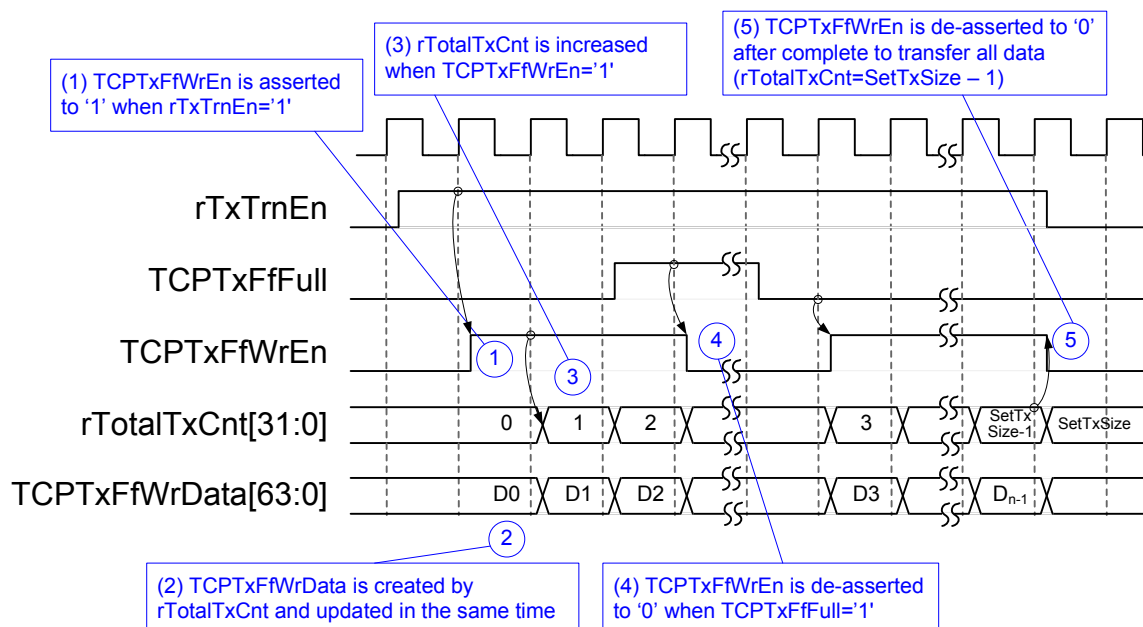 (1) TCPTxFfWrEn is asserted
to ‘1’ when rTxTrnEn=’1'
(3) rTotalTxCnt is increased
when TCPTxFfWrEn=’1'
(5) TCPTxFfWrEn is de-asserted to ‘0’
after complete to transfer all data
(rTotalTxCnt=SetTxSize – 1)
rTxTrnEn
TCPTxFfFull
TCPTxFfWrEn
1
3
4
5
rTotalTxCnt[31:0]
0
1
2
3
SetTx
Size-1
SetTxSize
TCPTxFfWrData[63:0]
D0
D1
D2
D3
Dn-1
2
(2) TCPTxFfWrData is created by
rTotalTxCnt and updated in the same time
(4) TCPTxFfWrEn is de-asserted
to ‘0’ when TCPTxFfFull=’1'